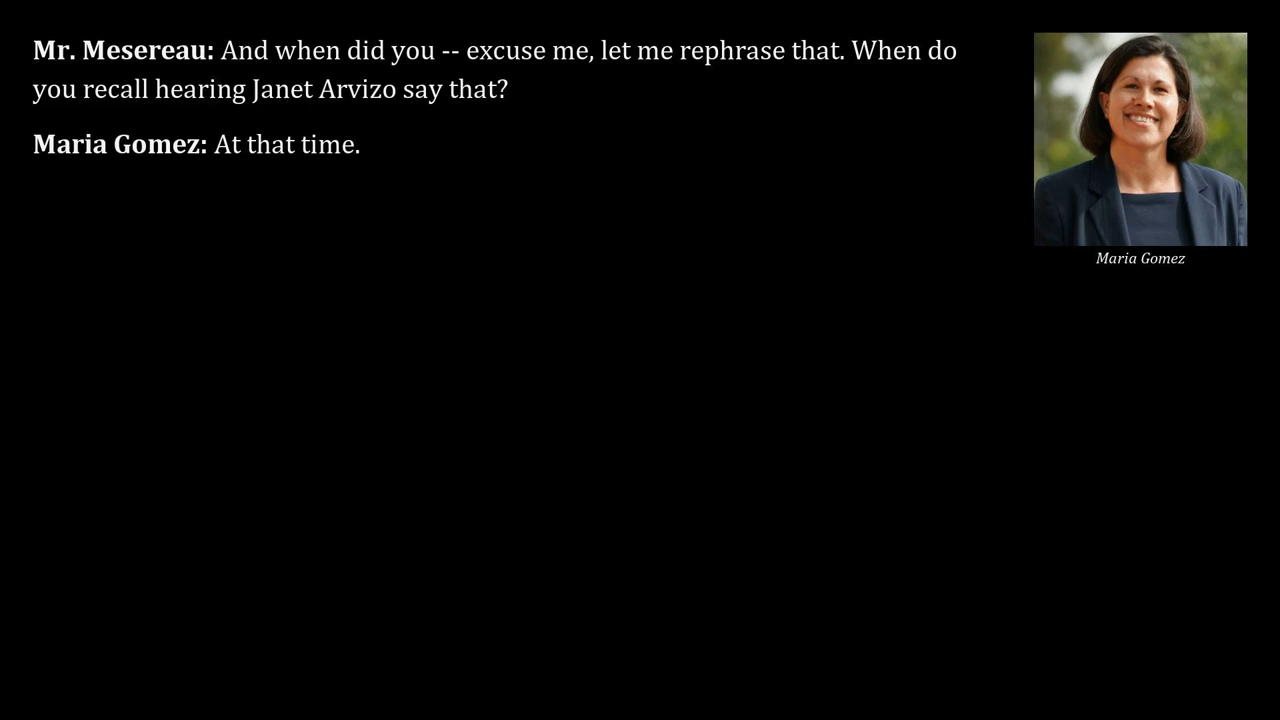 Mr. Mesereau: And when did you -- excuse me, let me rephrase that. When do
you recall hearing Janet Arvizo say that?
Maria Gomez: At that time.
Maria Gomez